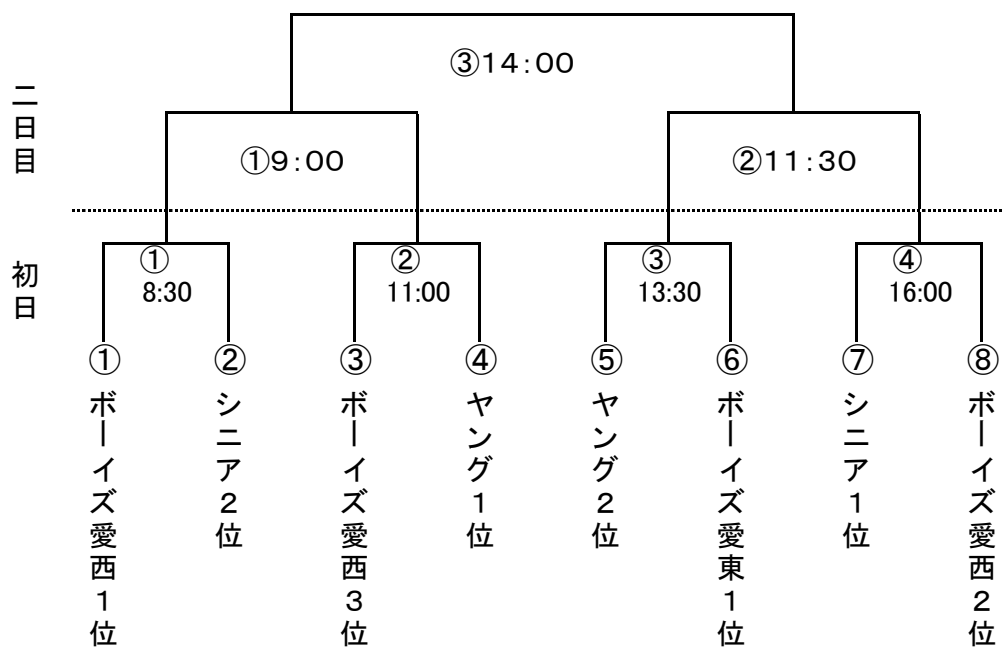 ③14:00
二日目
①9:00
②11:30
初日
①
8:30
②
11:00
③
13:30
④
16:00
①
②
③
④
⑤
⑥
⑦
⑧
ボーイズ愛西1位
シニア2位
ボーイズ愛西3位
ヤング1位
ヤング2位
ボーイズ愛東1位
シニア1位
ボーイズ愛西2位